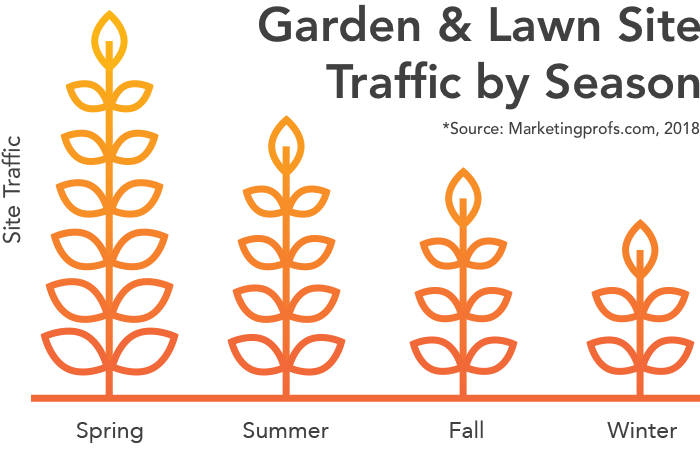 Garden & Lawn Site
Traffic by Season
*Source: Marketingprofs.com, 2018
Site Traffic
Spring
Summer
Fall
Winter